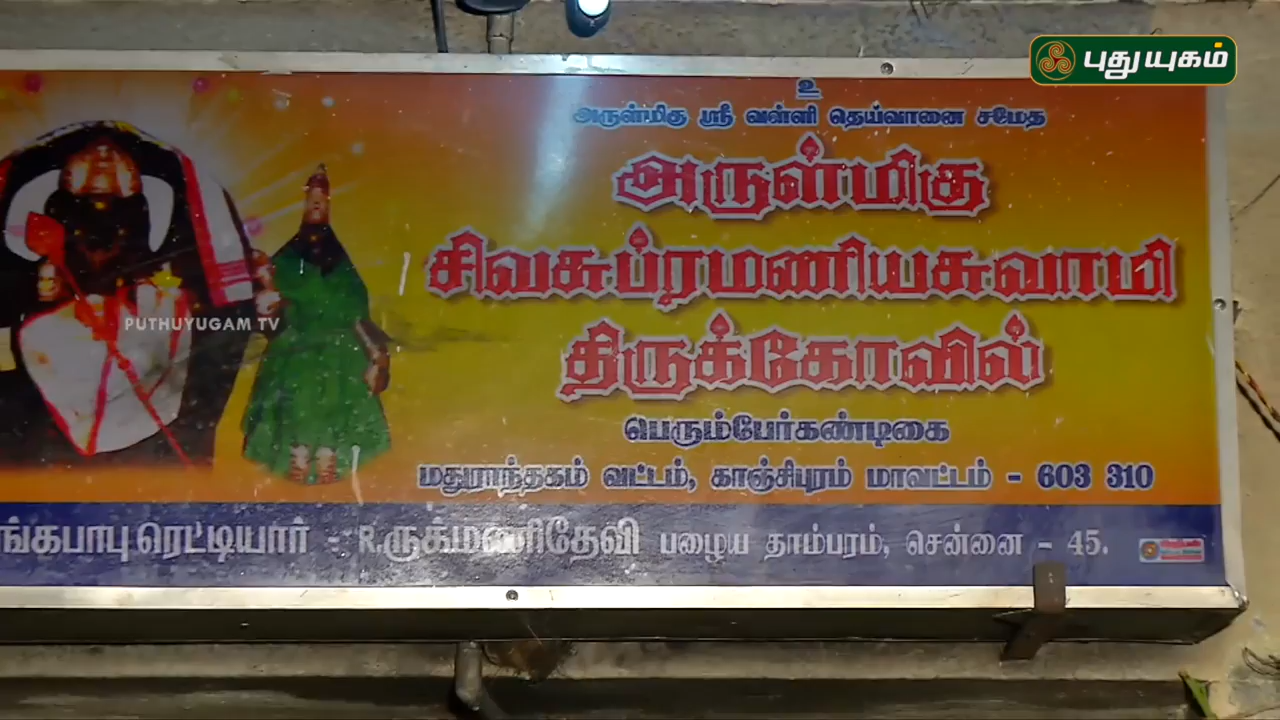 புதுயுகம்
உ
அருள்மிகு ஸ்ரீ வள்ளி தெய்வானை சமேத
அருள்மிகு
சிவசுப்ரமணியசுவாமி
திருக்கோவில்
PUTHUYUGAM TV
பெரும்பேர்கண்டிகை
மதுராந்தகம் வட்டம், காஞ்சிபுரம் மாவட்டம் - 603 310
ங்கபாபு ரெட்டியார் - R.ருக்மணிதேவி பழைய தாம்பரம், சென்னை - 45.